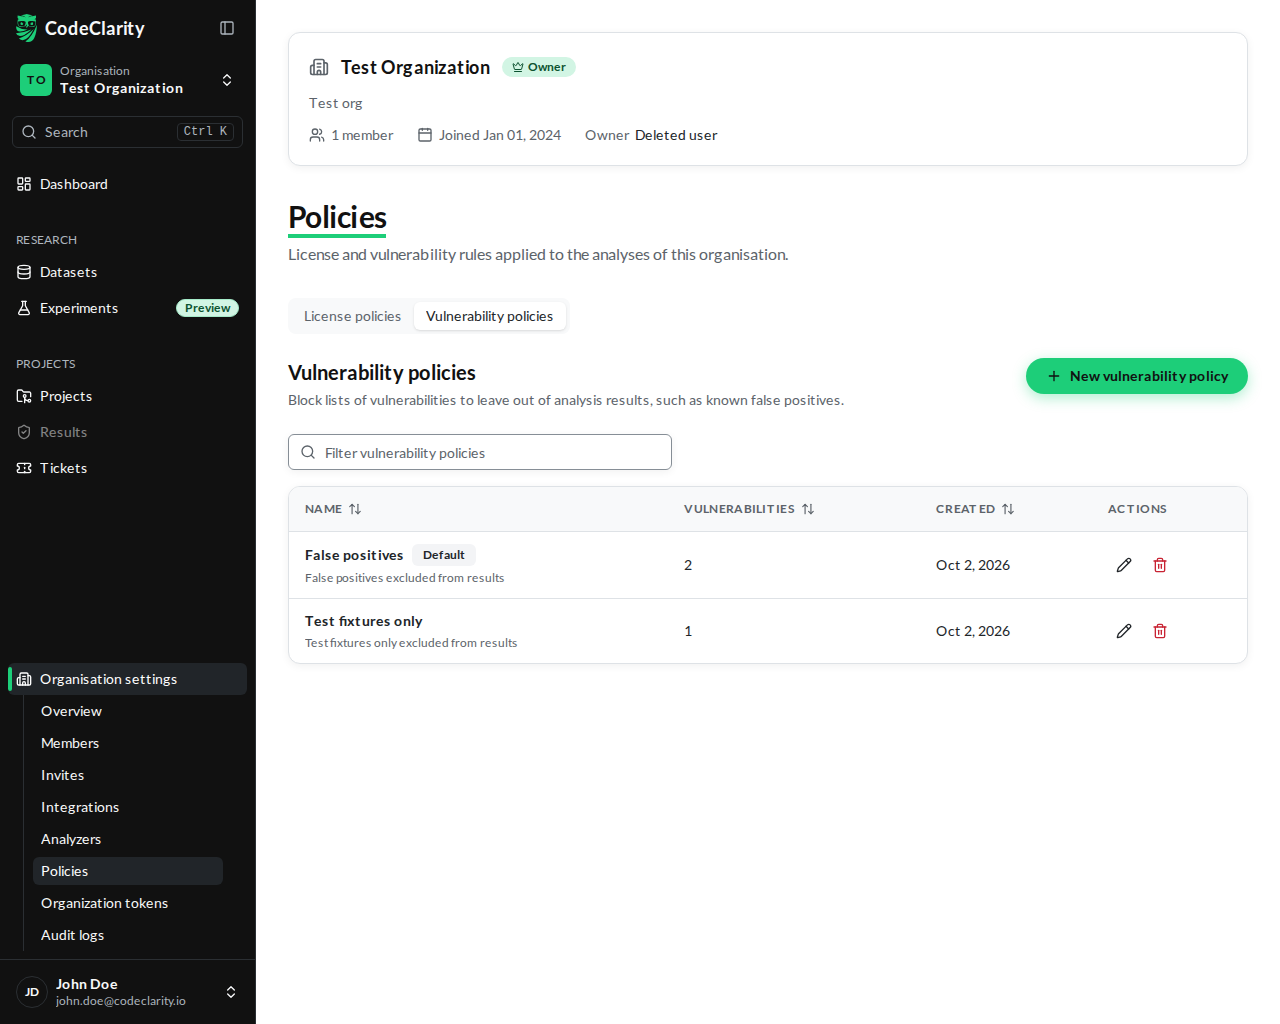 CodeClarity
TO
Organisation
Test Organization
Search
Ctrl K
Dashboard
RESEARCH
Datasets
Experiments
Preview
PROJECTS
Projects
Results
Tickets
Organisation settings
Overview
Members
Invites
Integrations
Analyzers
Policies
Organization tokens
Audit logs
JD
John Doe
john.doe@codeclarity.io
Test Organization
Owner
Test org
1 member
Joined Jan 01, 2024
Owner Deleted user
Policies
License and vulnerability rules applied to the analyses of this organisation.
License policies
Vulnerability policies
Vulnerability policies
Block lists of vulnerabilities to leave out of analysis results, such as known false positives.
New vulnerability policy
Filter vulnerability policies
NAME
VULNERABILITIES
CREATED
ACTIONS
False positives
Default
False positives excluded from results
2
Oct 2, 2026
Test fixtures only
Test fixtures only excluded from results
1
Oct 2, 2026